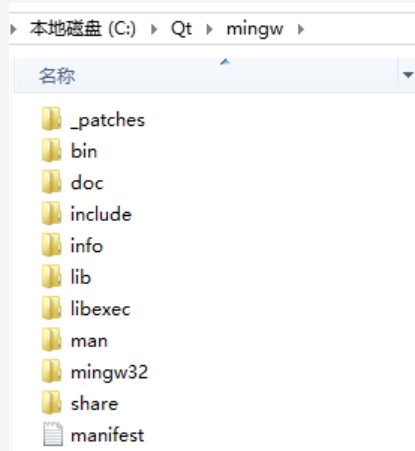 本地磁盘 (C:) Qt mingw
名称
_patches
bin
doc
include
info
lib
libexec
man
mingw32
share
manifest